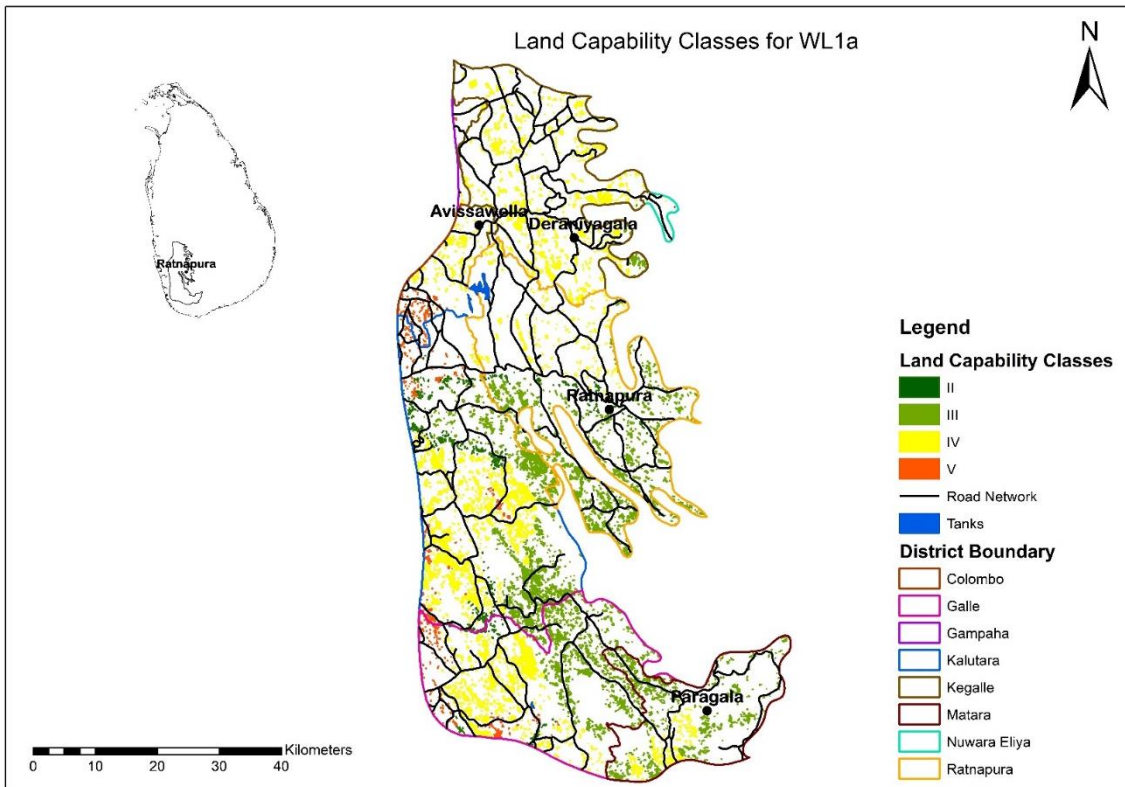 Land Capability Classes for WL1a
N
Ratnapura
Avissawella
Deraniyagala
Ratnapura
Paragala
Legend
Land Capability Classes
II
III
IV
V
Road Network
Tanks
District Boundary
Colombo
Galle
Gampaha
Kalutara
Kegalle
Matara
Nuwara Eliya
Ratnapura
Kilometers
0 5 10 20 30 40